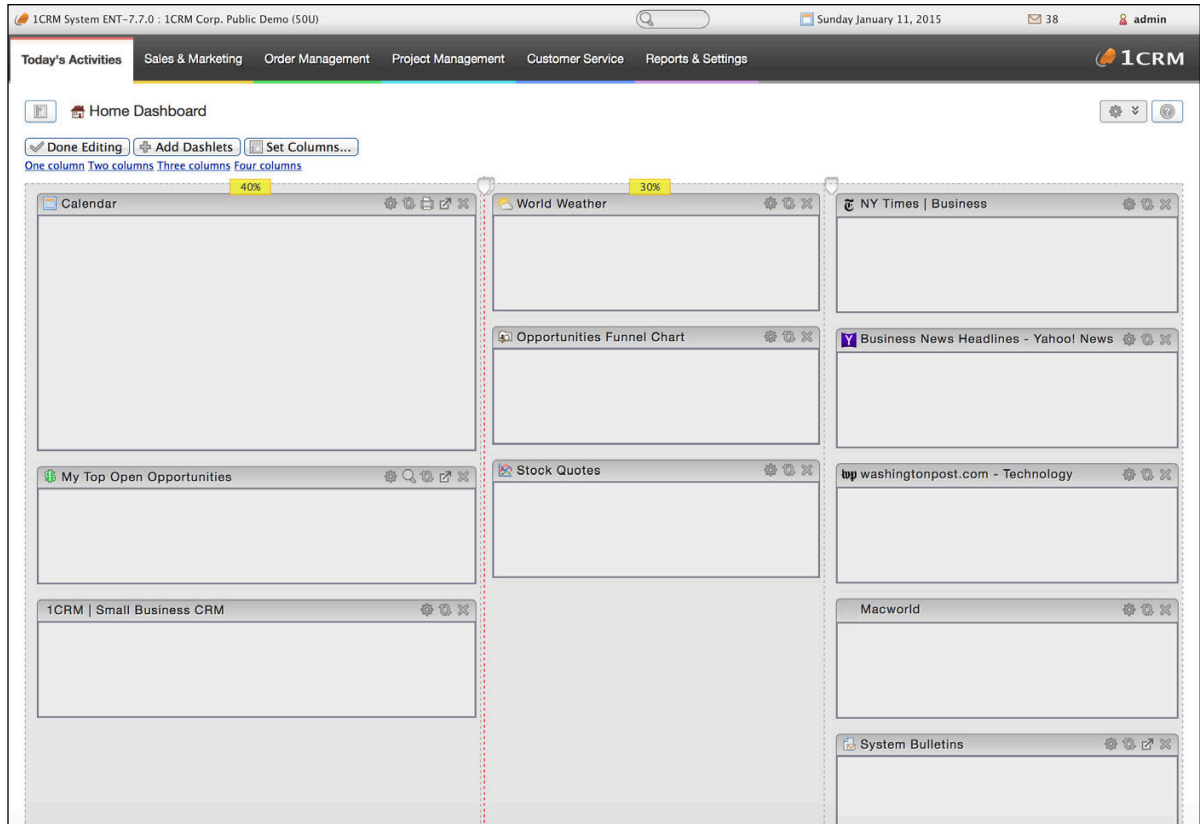 1CRM System ENT-7.7.0 : 1CRM Corp. Public Demo (50U) Sunday January 11, 2015 38 admin
Today's Activities Sales & Marketing Order Management Project Management Customer Service Reports & Settings 1CRM
Home Dashboard
Done Editing Add Dashlets Set Columns...
One column Two columns Three columns Four columns
40% 30%
Calendar World Weather NY Times | Business
Opportunities Funnel Chart Business News Headlines - Yahoo! News
My Top Open Opportunities Stock Quotes wp washingtonpost.com - Technology
1CRM | Small Business CRM Macworld
System Bulletins